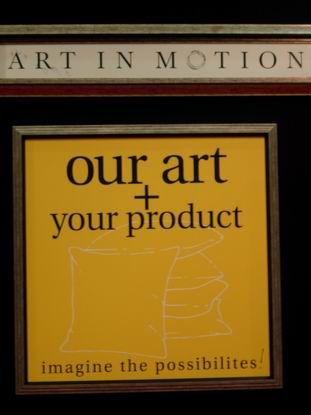 ART IN MOTION
our art
+
your product
imagine the possibilites!